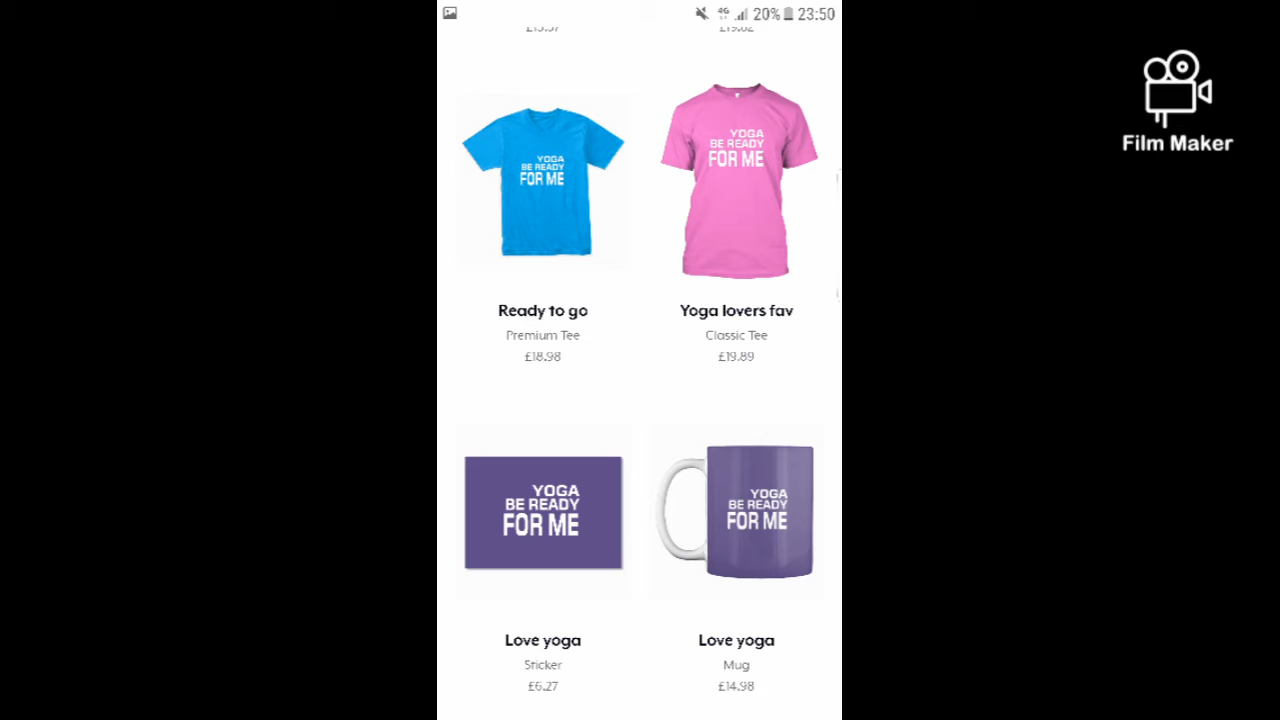 4G 20% 23:50
YOGA
BE READY
FOR ME
YOGA
BE READY
FOR ME
Film Maker
Ready to go
Premium Tee
£18.98
Yoga lovers fav
Classic Tee
£19.89
YOGA
BE READY
FOR ME
YOGA
BE READY
FOR ME
Love yoga
Sticker
£6.27
Love yoga
Mug
£14.98